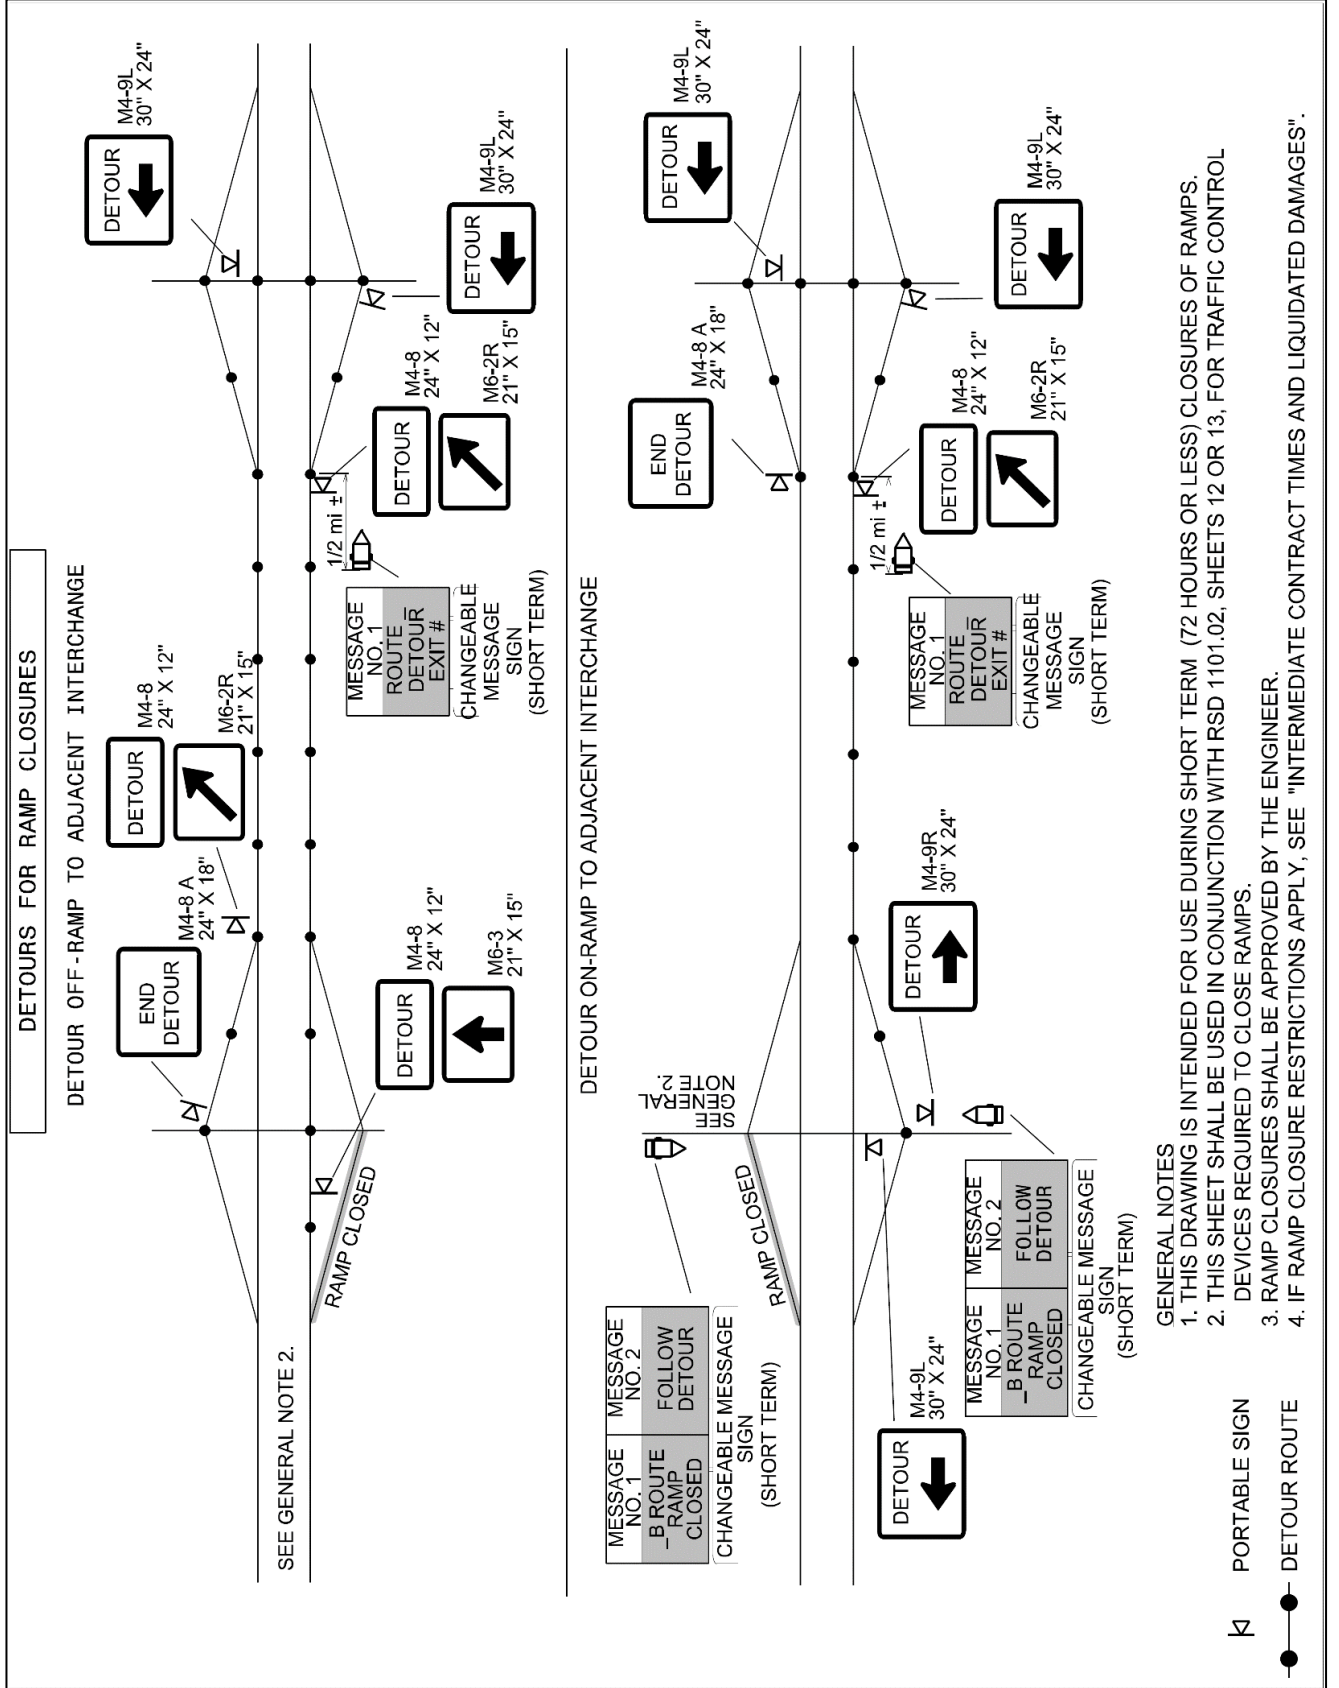 DETOURS FOR RAMP CLOSURES
DETOUR OFF-RAMP TO ADJACENT INTERCHANGE
END
DETOUR
M4-8 A
24" X 18"
DETOUR
M4-8
24" X 12"
M6-2R
21" X 15"
DETOUR
M4-9L
30" X 24"
SEE GENERAL NOTE 2.
RAMP CLOSED
DETOUR
M4-8
24" X 12"
M6-3
21" X 15"
1/2 mi ±
MESSAGE
NO. 1
ROUTE _
DETOUR
EXIT #
CHANGEABLE
MESSAGE
SIGN
(SHORT TERM)
DETOUR
M4-8
24" X 12"
M6-2R
21" X 15"
DETOUR
M4-9L
30" X 24"
DETOUR ON-RAMP TO ADJACENT INTERCHANGE
MESSAGE
NO. 1
MESSAGE
NO. 2
_B ROUTE
_ RAMP
CLOSED
FOLLOW
DETOUR
CHANGEABLE MESSAGE
SIGN
(SHORT TERM)
SEE
GENERAL
NOTE 2.
RAMP CLOSED
END
DETOUR
M4-8 A
24" X 18"
DETOUR
M4-9L
30" X 24"
DETOUR
M4-9L
30" X 24"
DETOUR
M4-9R
30" X 24"
MESSAGE
NO. 1
MESSAGE
NO. 2
_B ROUTE
_ RAMP
CLOSED
FOLLOW
DETOUR
CHANGEABLE MESSAGE
SIGN
(SHORT TERM)
1/2 mi ±
MESSAGE
NO. 1
ROUTE _
DETOUR
EXIT #
CHANGEABLE
MESSAGE
SIGN
(SHORT TERM)
DETOUR
M4-8
24" X 12"
M6-2R
21" X 15"
DETOUR
M4-9L
30" X 24"
PORTABLE SIGN
DETOUR ROUTE
GENERAL NOTES
1. THIS DRAWING IS INTENDED FOR USE DURING SHORT TERM (72 HOURS OR LESS) CLOSURES OF RAMPS.
2. THIS SHEET SHALL BE USED IN CONJUNCTION WITH RSD 1101.02, SHEETS 12 OR 13, FOR TRAFFIC CONTROL
DEVICES REQUIRED TO CLOSE RAMPS.
3. RAMP CLOSURES SHALL BE APPROVED BY THE ENGINEER.
4. IF RAMP CLOSURE RESTRICTIONS APPLY, SEE "INTERMEDIATE CONTRACT TIMES AND LIQUIDATED DAMAGES".